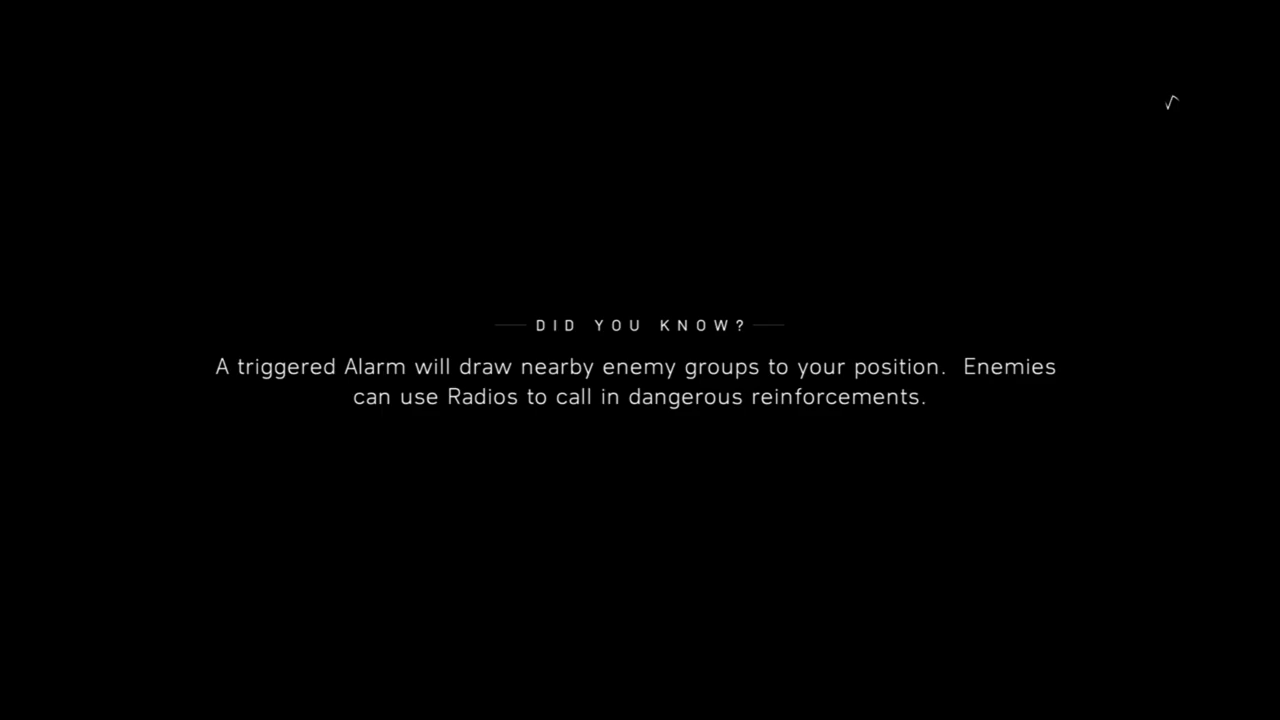 DID YOU KNOW?
A triggered Alarm will draw nearby enemy groups to your position.  Enemies
can use Radios to call in dangerous reinforcements.